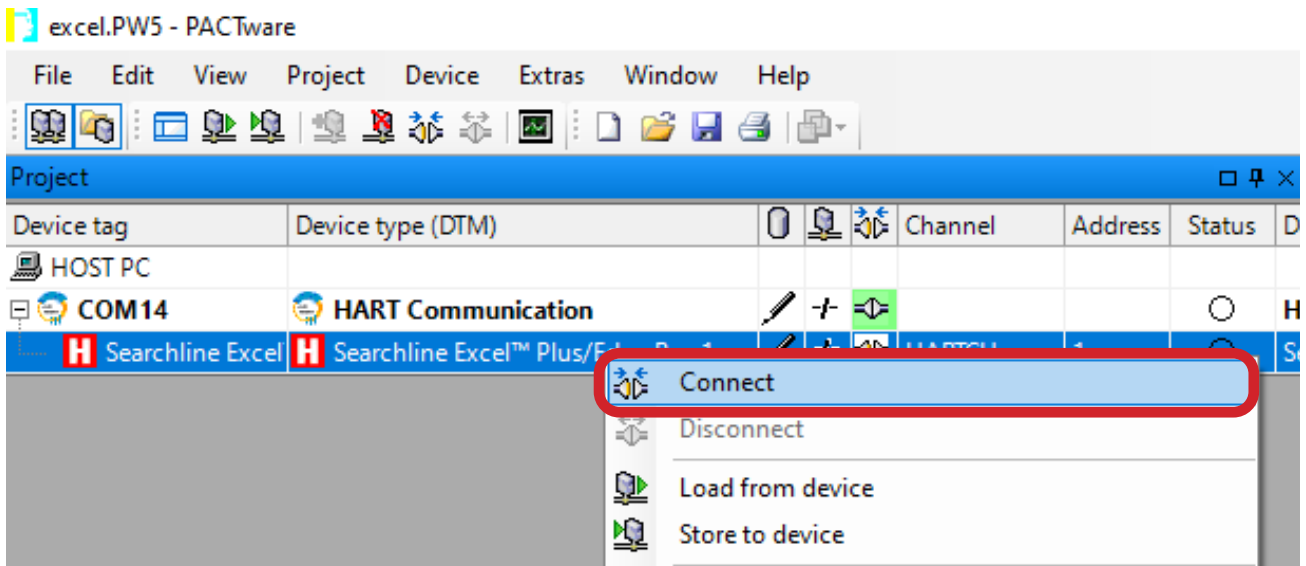 excel.PW5 - PACTware
File Edit View Project Device Extras Window Help
Project
Device tag Device type (DTM) Channel Address Status D
HOST PC
COM14 HART Communication H
H Searchline Excel H Searchline Excel™ Plus/Edge 1 Se
Connect
Disconnect
Load from device
Store to device